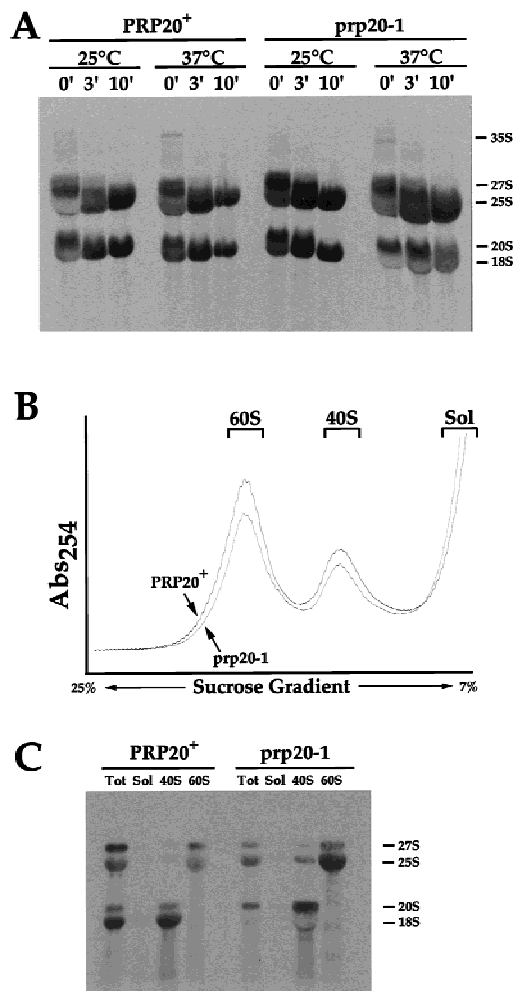 A
PRP20+ prp20-1
25°C 37°C 25°C 37°C
0' 3' 10' 0' 3' 10' 0' 3' 10' 0' 3' 10'
35S
27S
25S
20S
18S
B
60S 40S Sol
Abs254
PRP20+
prp20-1
25% Sucrose Gradient 7%
C
PRP20+ prp20-1
Tot Sol 40S 60S Tot Sol 40S 60S
27S
25S
20S
18S